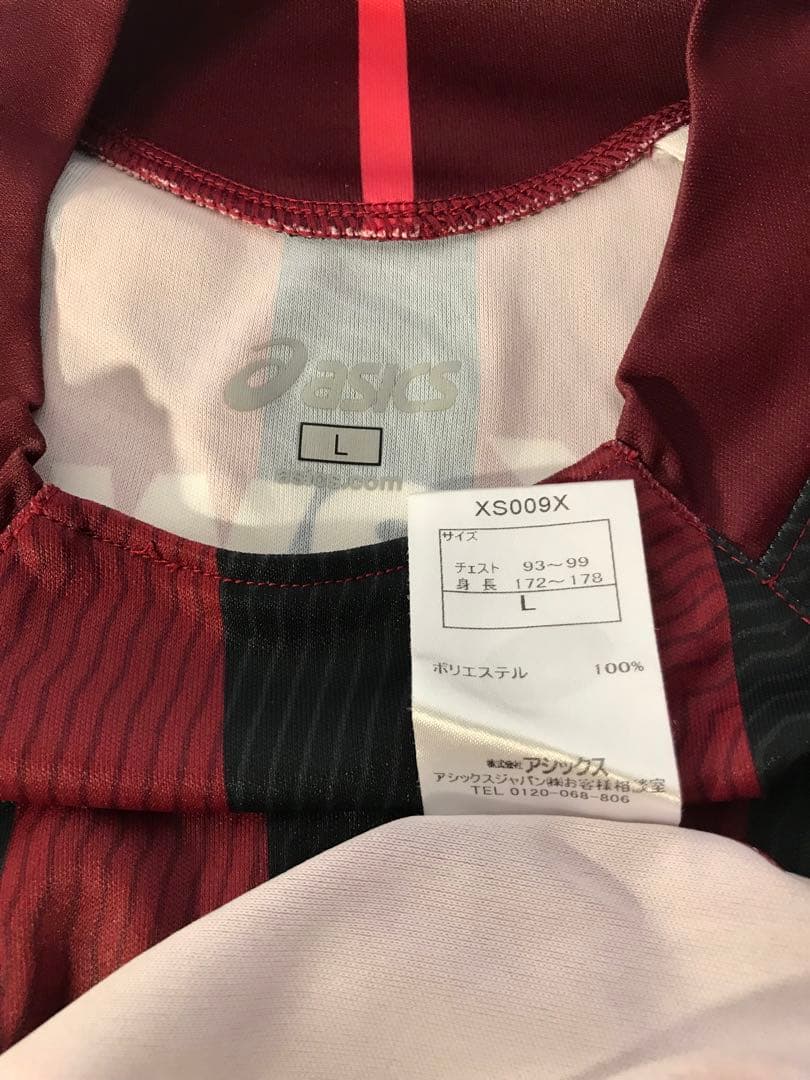 asics
L
asics.com
XS009X
サイズ
チェスト 93～99
身長 172～178
L
ポリエステル 100%
株式会社アシックス
アシックスジャパン㈱お客様相談室
TEL 0120-068-806